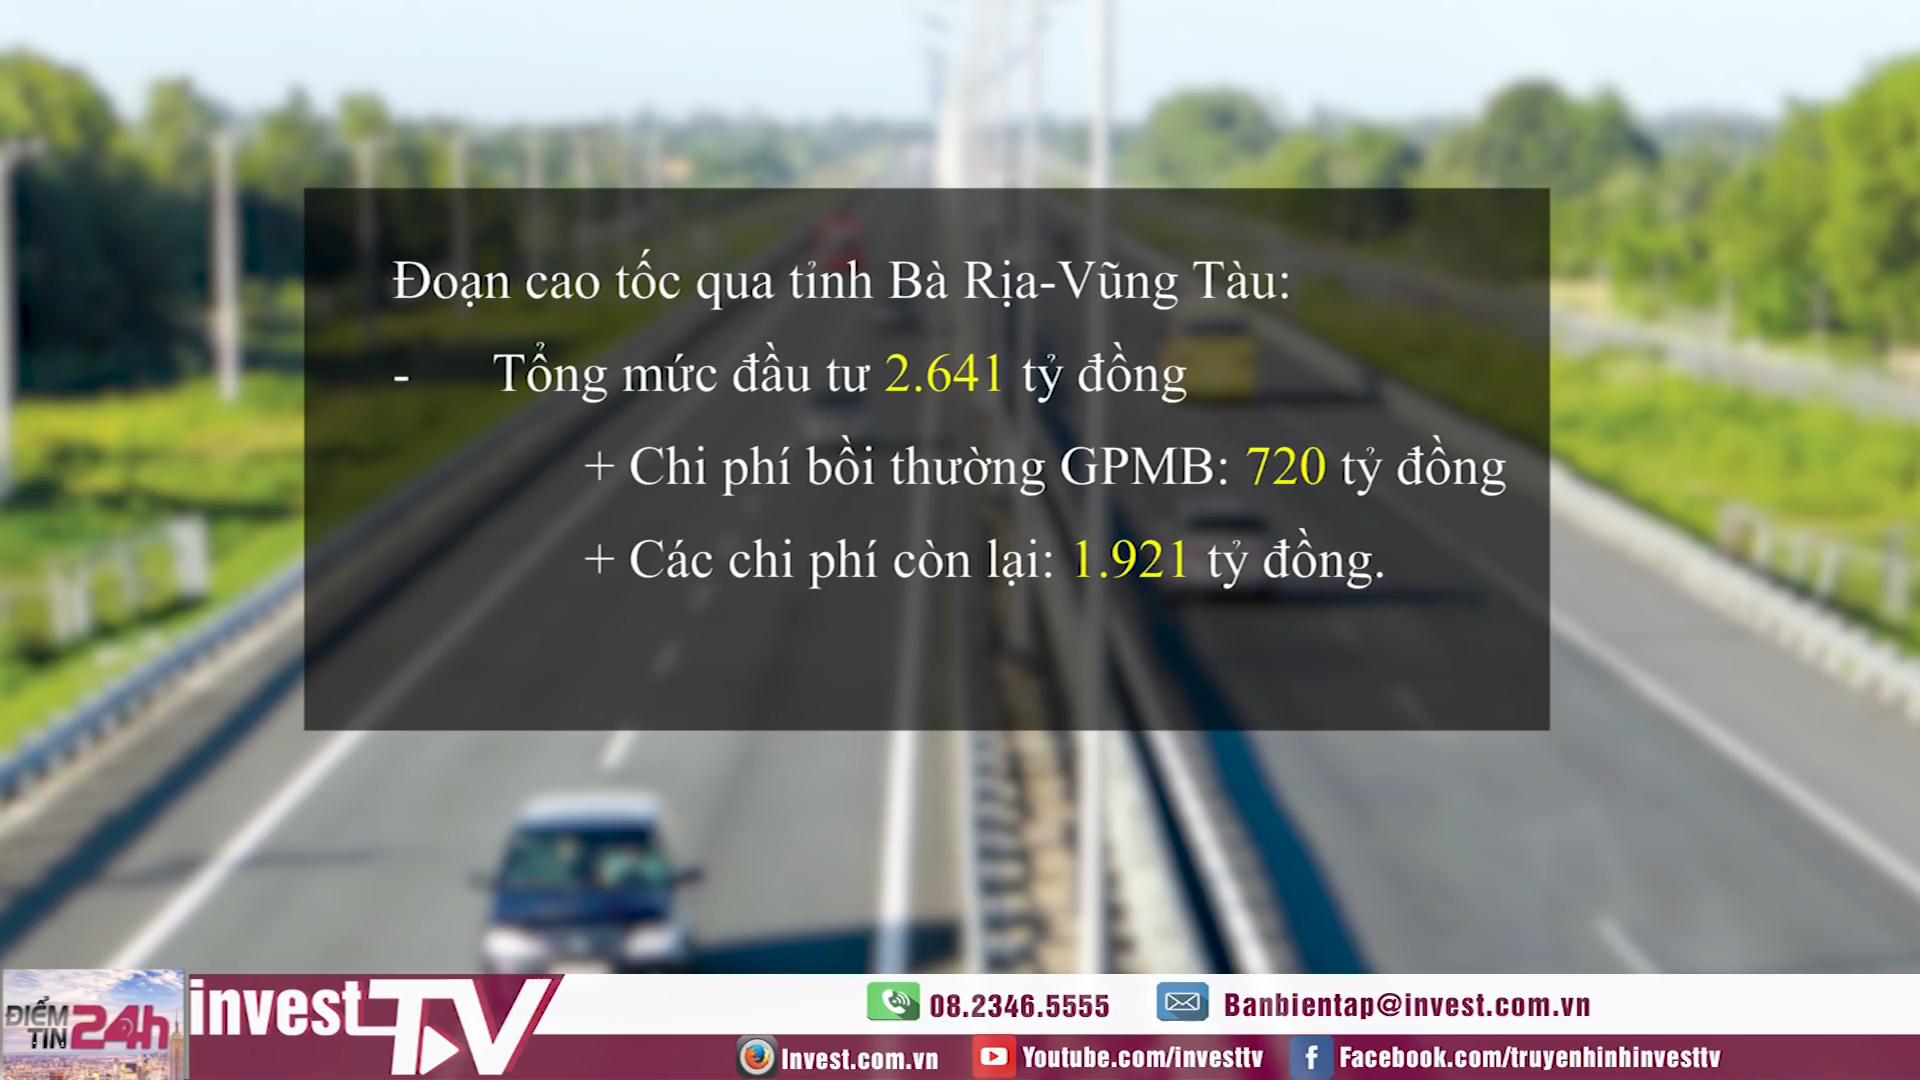 Đoạn cao tốc qua tỉnh Bà Rịa-Vũng Tàu:
- Tổng mức đầu tư 2.641 tỷ đồng
+ Chi phí bồi thường GPMB: 720 tỷ đồng
+ Các chi phí còn lại: 1.921 tỷ đồng.
ĐIỂM TIN 24h
invest TV
08.2346.5555
Banbientap@invest.com.vn
Invest.com.vn
Youtube.com/investtv
Facebook.com/truyenhinhinvesttv